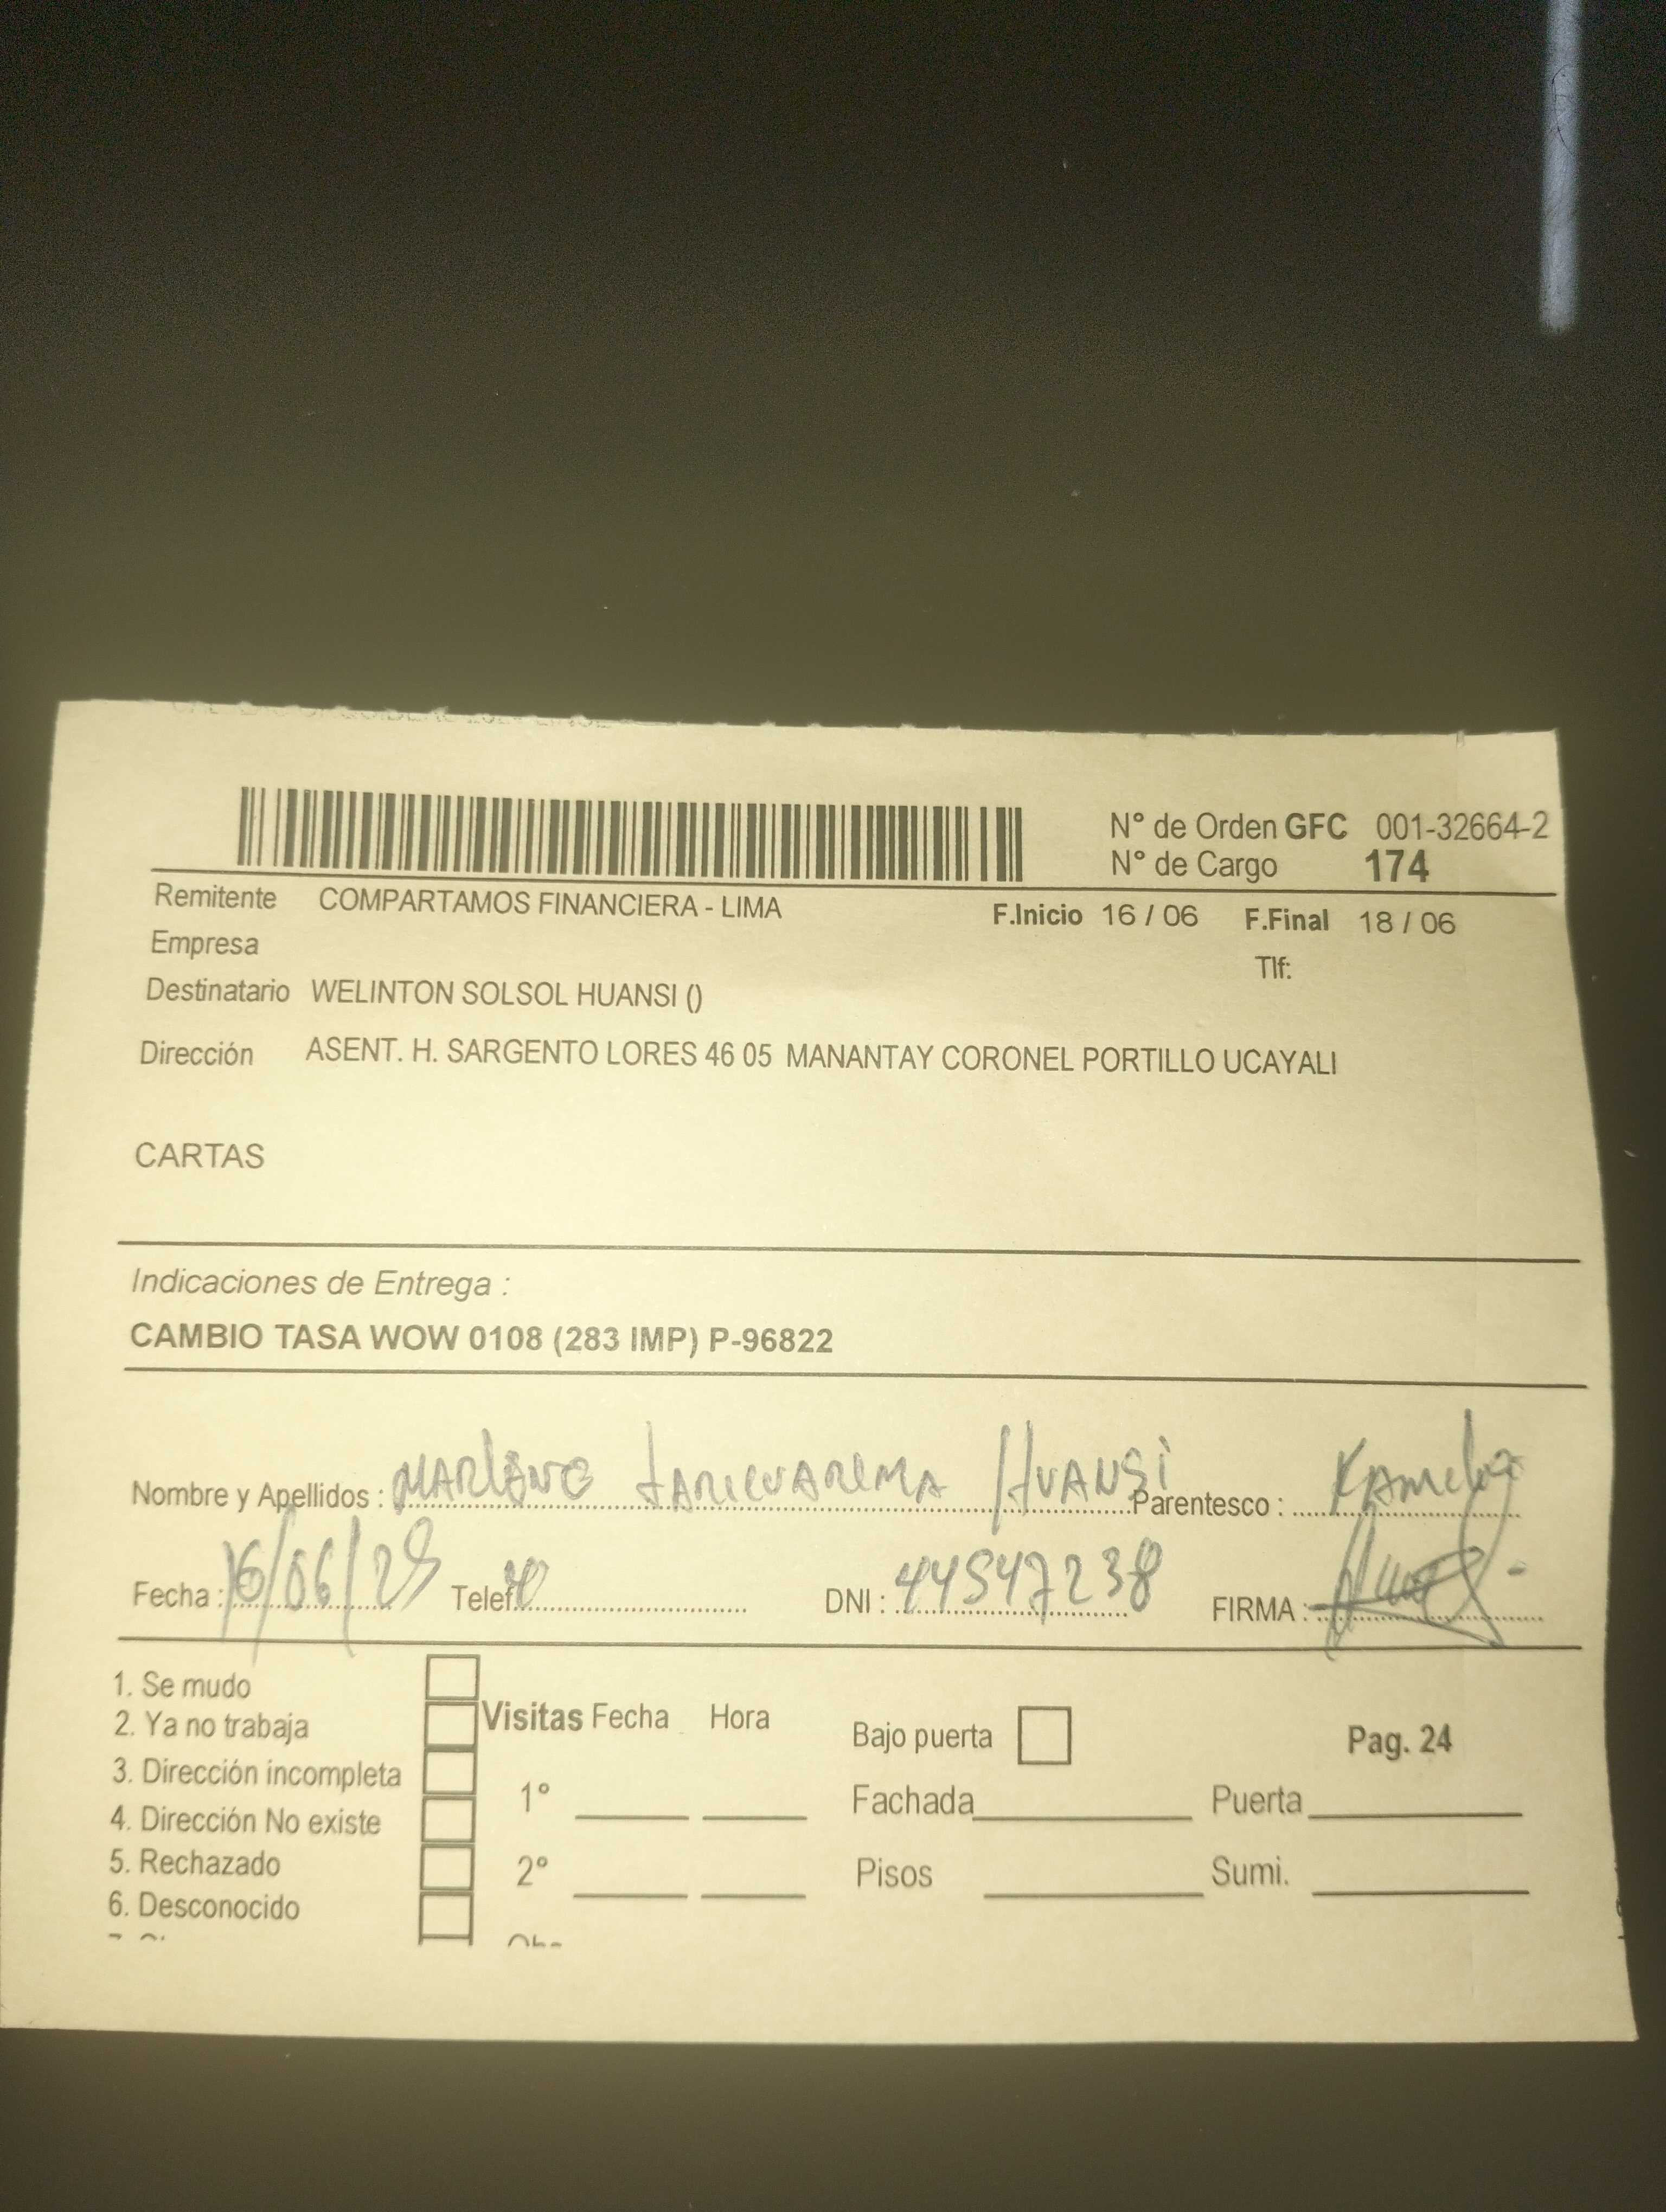 N° de Orden GFC 001-32664-2
N° de Cargo 174
Remitente COMPARTAMOS FINANCIERA - LIMA F.Inicio 16 / 06 F.Final 18 / 06
Empresa
Tlf:
Destinatario WELINTON SOLSOL HUANSI ()
Dirección ASENT. H. SARGENTO LORES 46 05 MANANTAY CORONEL PORTILLO UCAYALI
CARTAS
Indicaciones de Entrega :
CAMBIO TASA WOW 0108 (283 IMP) P-96822
Nombre y Apellidos : HUANSi Parentesco :
Fecha : 16/06/25 Telef. DNI : 44547238 FIRMA :
1. Se mudo
2. Ya no trabaja
3. Dirección incompleta
4. Dirección No existe
5. Rechazado
6. Desconocido
Visitas Fecha Hora
1°
2°
Bajo puerta
Pag. 24
Fachada Puerta
Pisos Sumi.